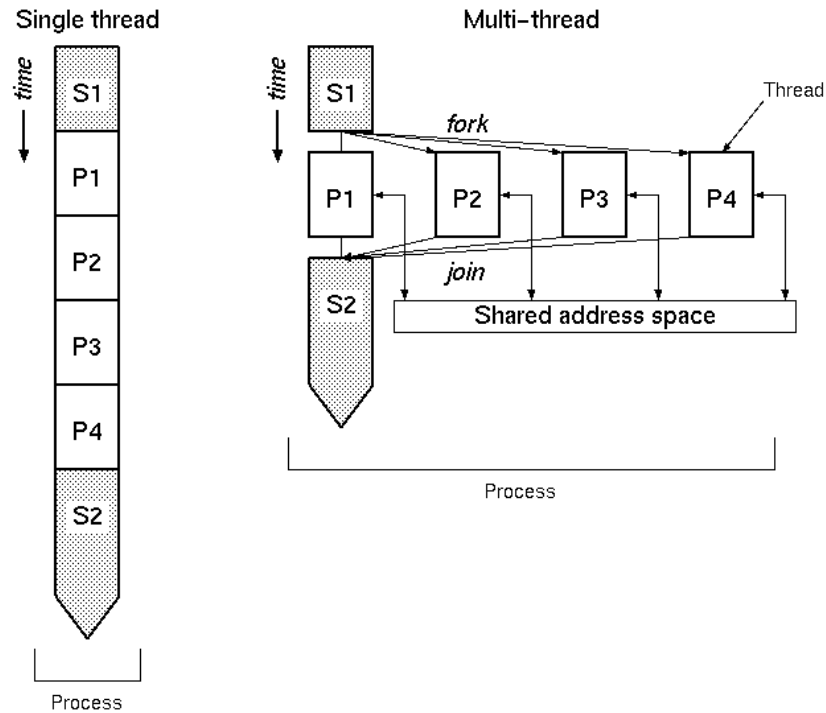 Single thread
time
S1
P1
P2
P3
P4
S2
Process
Multi-thread
time
S1
fork
Thread
P1
P2
P3
P4
join
S2
Shared address space
Process